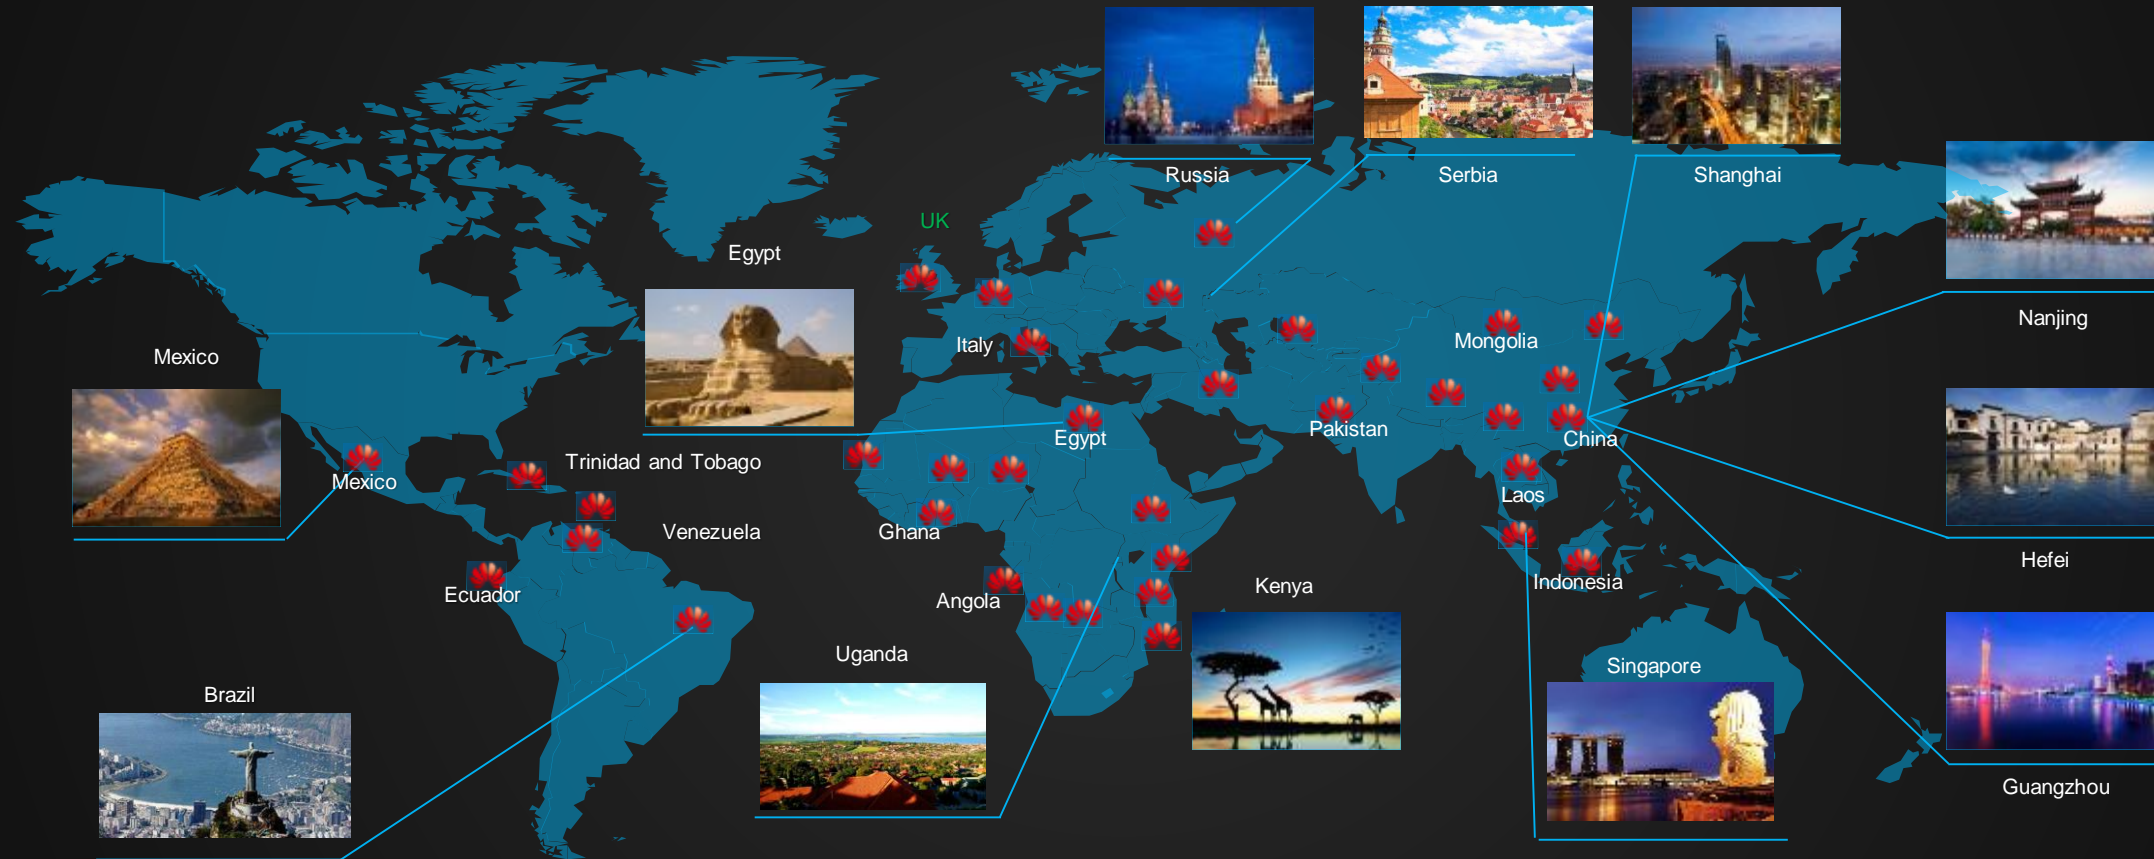 Russia
Serbia
Shanghai
UK
Egypt
Nanjing
Italy
Mongolia
Mexico
Pakistan
Egypt
China
Trinidad and Tobago
Mexico
Laos
Venezuela
Ghana
Hefei
Indonesia
Kenya
Ecuador
Angola
Uganda
Singapore
Brazil
Guangzhou